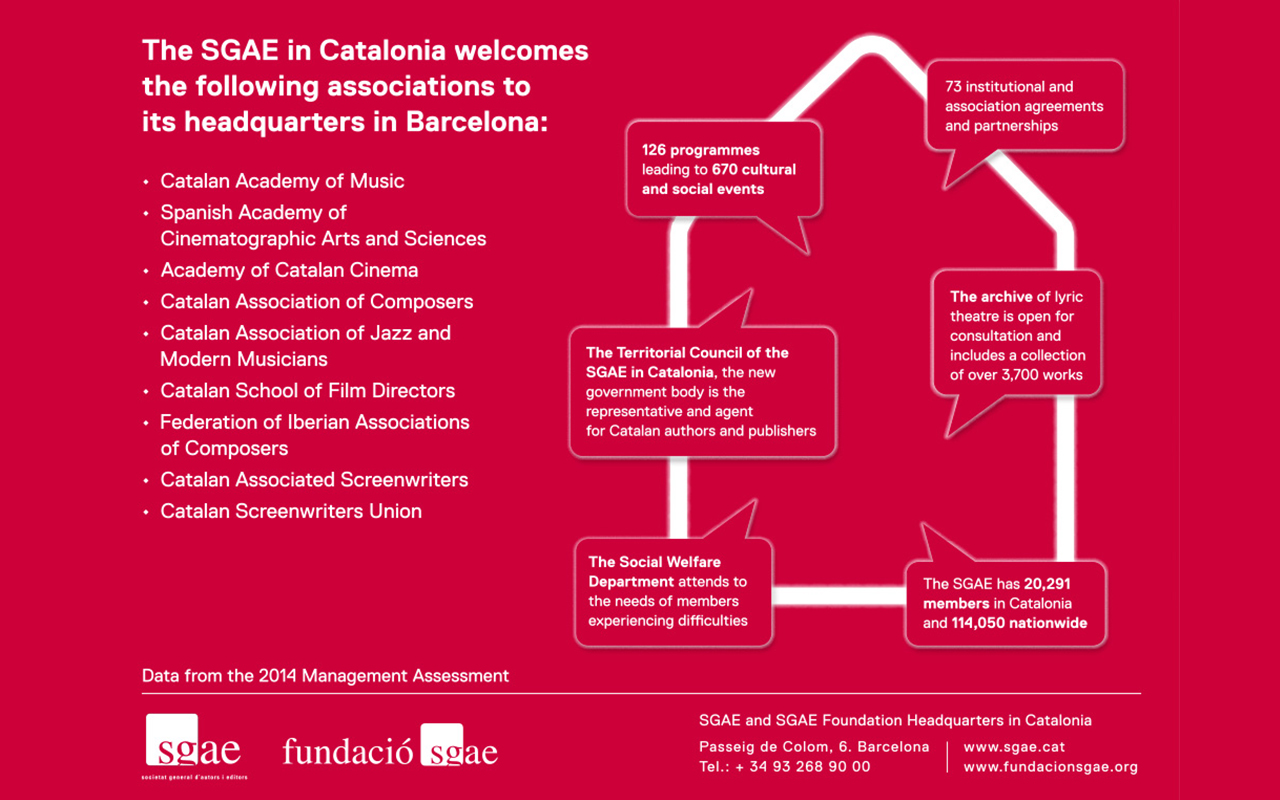 The SGAE in Catalonia welcomes
the following associations to
its headquarters in Barcelona:
• Catalan Academy of Music
• Spanish Academy of
Cinematographic Arts and Sciences
• Academy of Catalan Cinema
• Catalan Association of Composers
• Catalan Association of Jazz and
Modern Musicians
• Catalan School of Film Directors
• Federation of Iberian Associations
of Composers
• Catalan Associated Screenwriters
• Catalan Screenwriters Union
73 institutional and
association agreements
and partnerships
126 programmes
leading to 670 cultural
and social events
The archive of lyric
theatre is open for
consultation and
includes a collection
of over 3,700 works
The Territorial Council of the
SGAE in Catalonia, the new
government body is the
representative and agent
for Catalan authors and publishers
The Social Welfare
Department attends to
the needs of members
experiencing difficulties
The SGAE has 20,291
members in Catalonia
and 114,050 nationwide
Data from the 2014 Management Assessment
sgae
societat general d'autors i editors
fundació sgae
SGAE and SGAE Foundation Headquarters in Catalonia
Passeig de Colom, 6. Barcelona
Tel.: + 34 93 268 90 00
www.sgae.cat
www.fundacionsgae.org